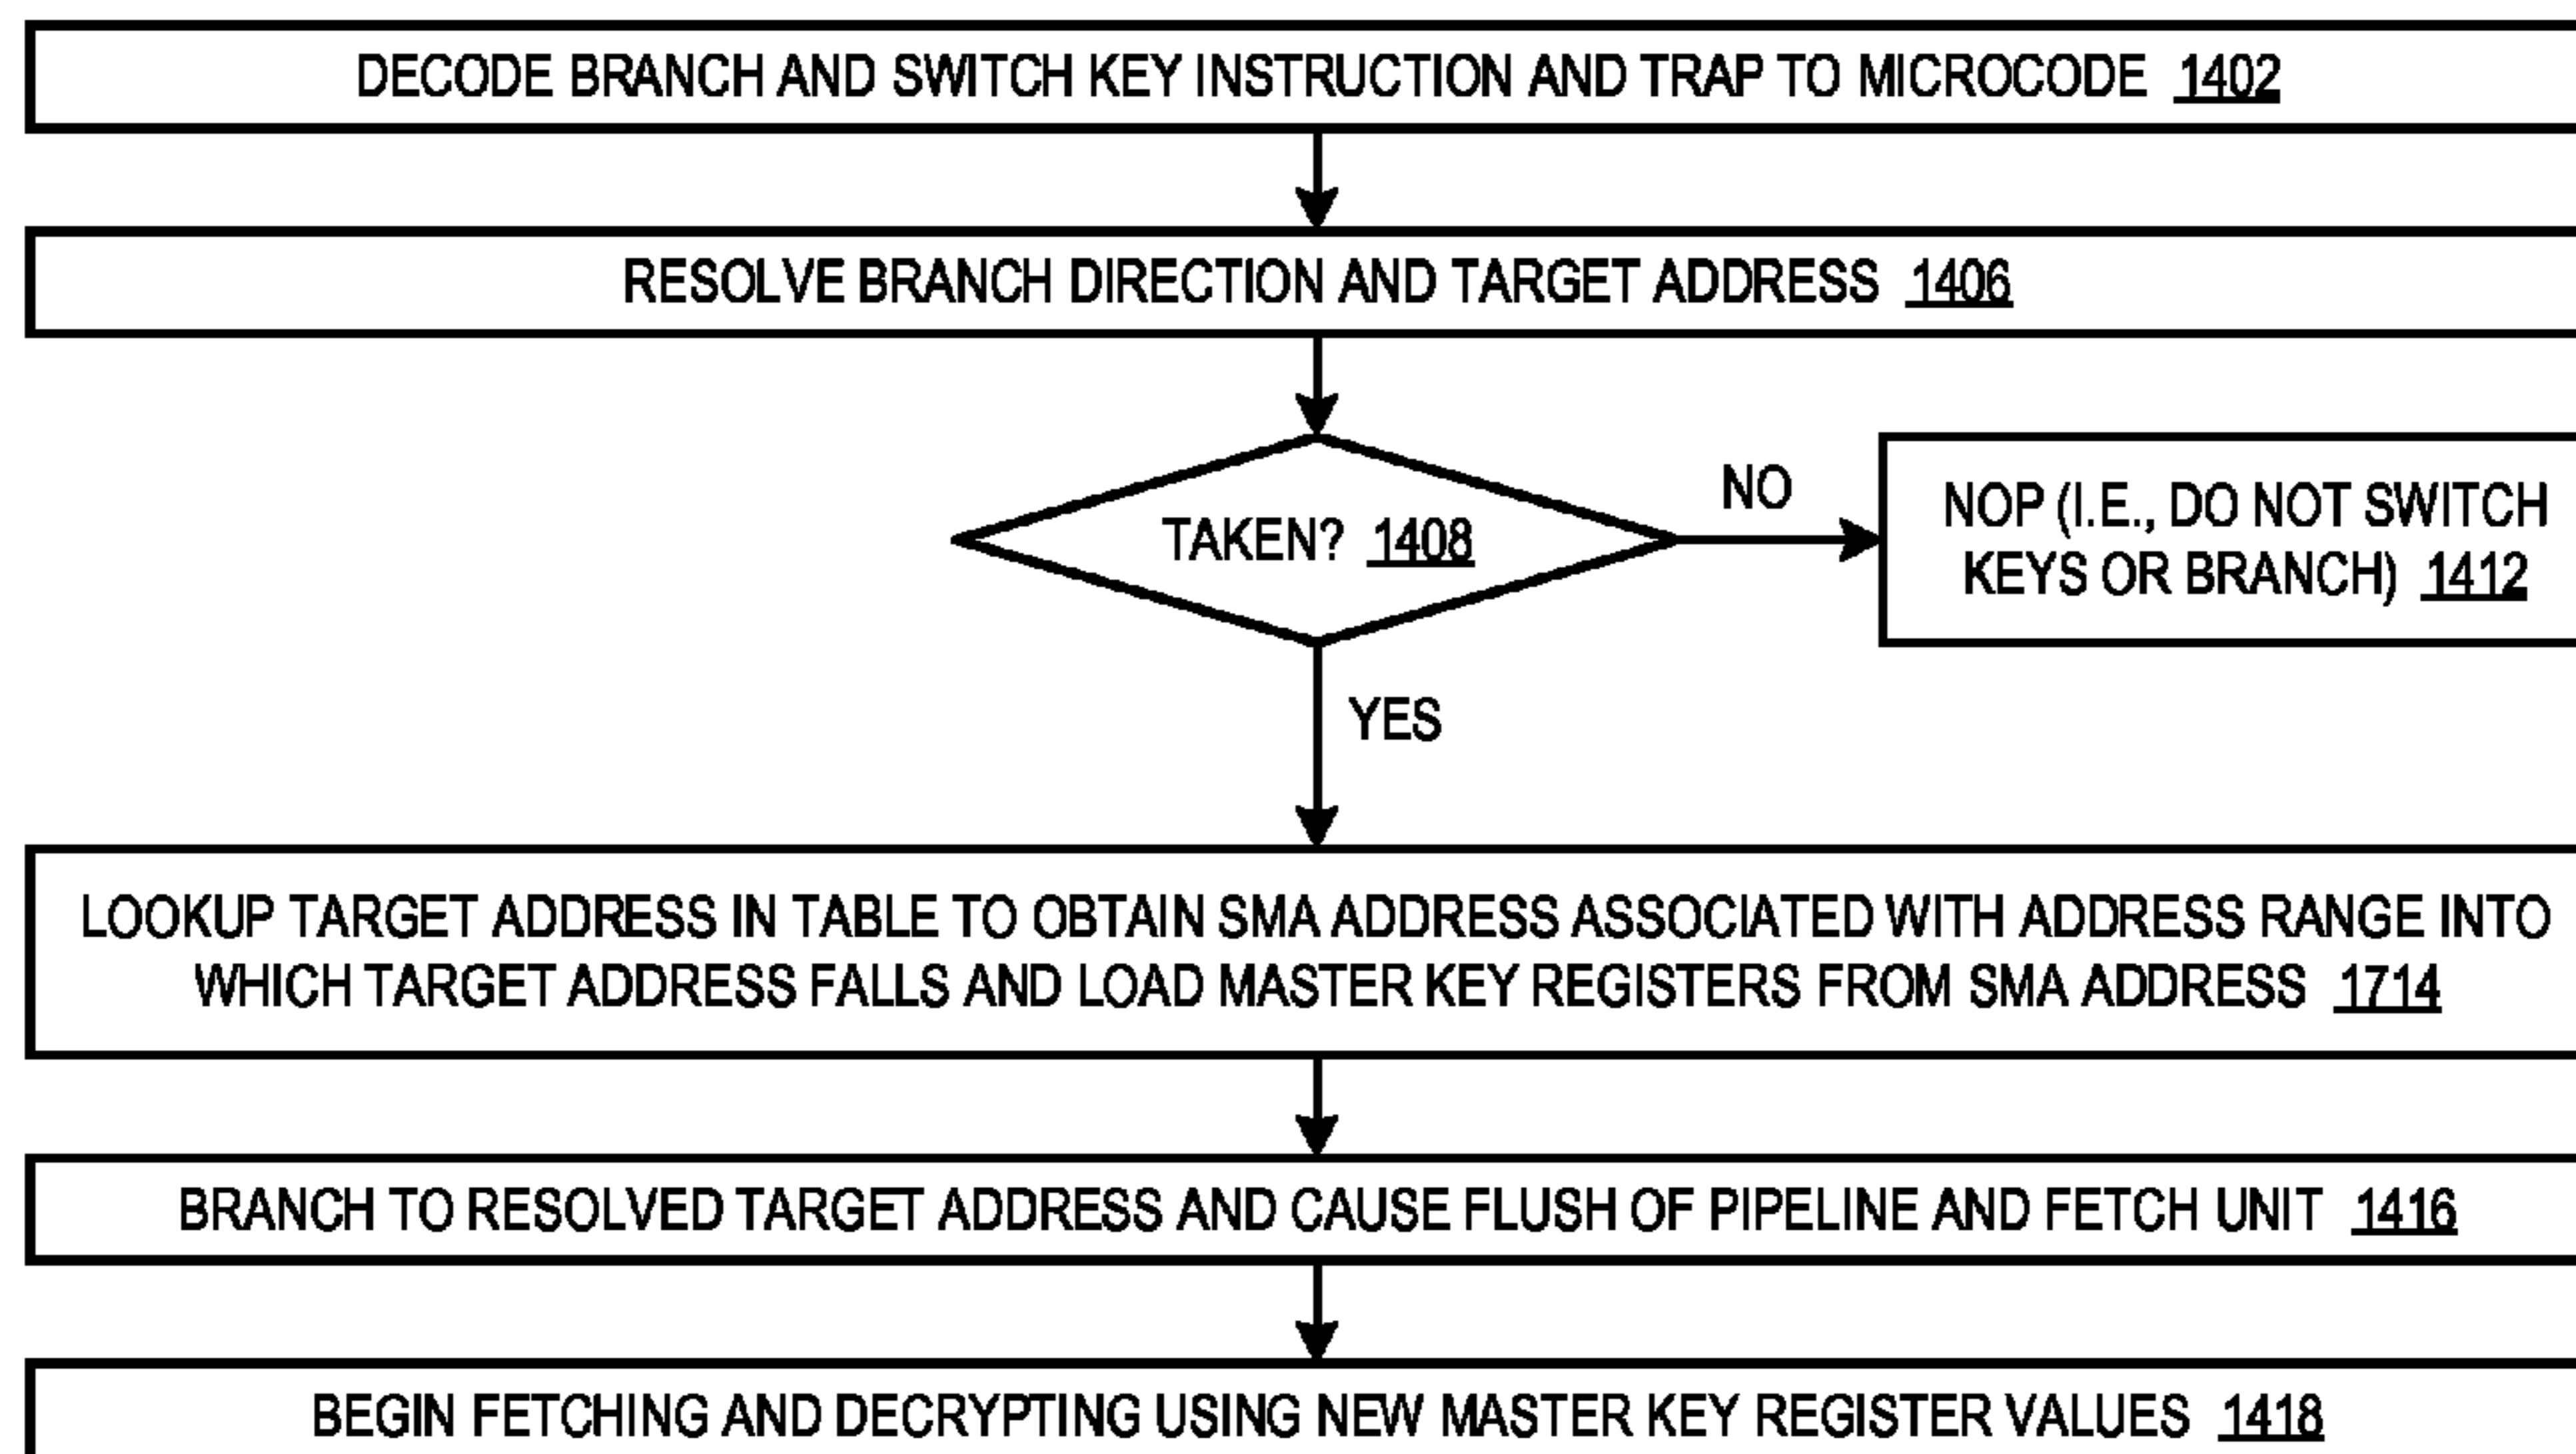 DECODE BRANCH AND SWITCH KEY INSTRUCTION AND TRAP TO MICROCODE 1402
RESOLVE BRANCH DIRECTION AND TARGET ADDRESS 1406
TAKEN? 1408
NO
NOP (I.E., DO NOT SWITCH
KEYS OR BRANCH) 1412
YES
LOOKUP TARGET ADDRESS IN TABLE TO OBTAIN SMA ADDRESS ASSOCIATED WITH ADDRESS RANGE INTO
WHICH TARGET ADDRESS FALLS AND LOAD MASTER KEY REGISTERS FROM SMA ADDRESS 1714
BRANCH TO RESOLVED TARGET ADDRESS AND CAUSE FLUSH OF PIPELINE AND FETCH UNIT 1416
BEGIN FETCHING AND DECRYPTING USING NEW MASTER KEY REGISTER VALUES 1418